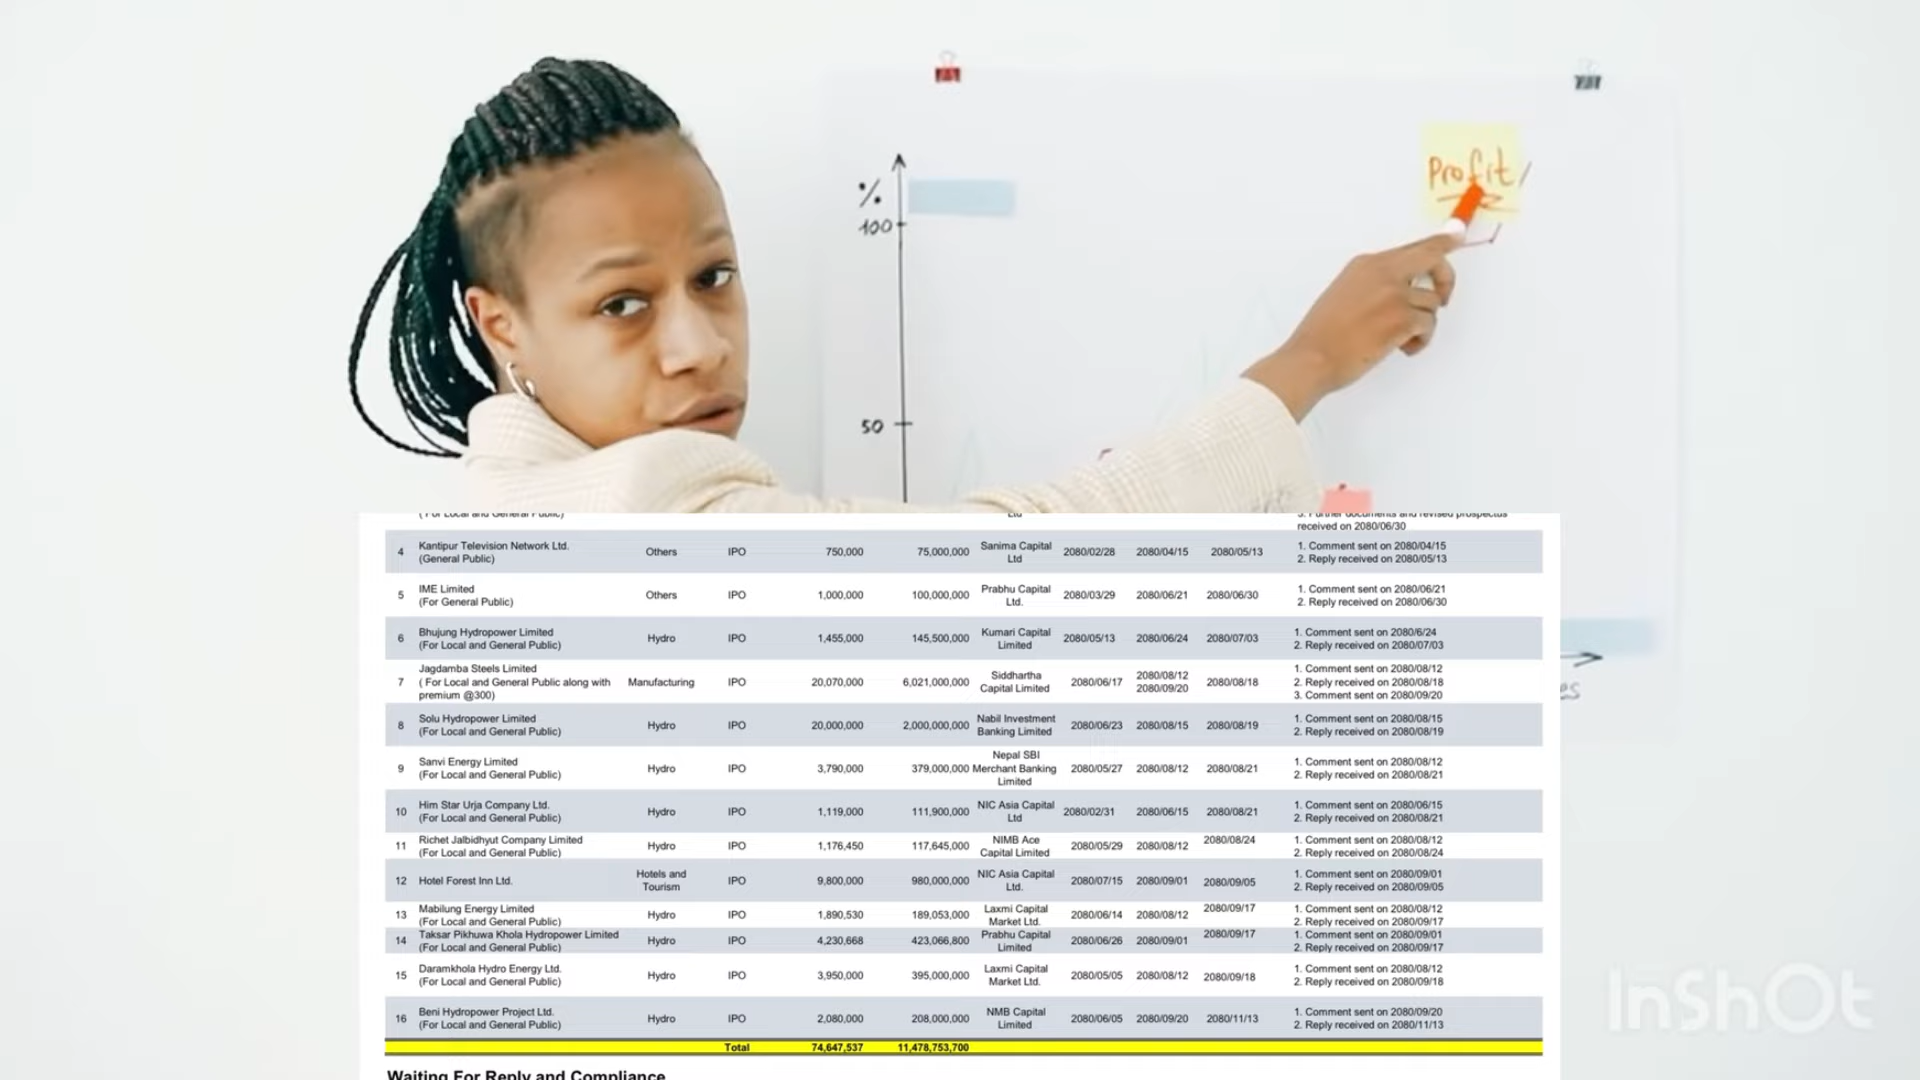 Profit
%
100
50
es
( For Local and General Public) Ltd 3. Further documents and revised prospectus
received on 2080/06/30
4 Kantipur Television Network Ltd. (General Public) Others IPO 750,000 75,000,000 Sanima Capital Ltd 2080/02/28 2080/04/15 2080/05/13 1. Comment sent on 2080/04/15 2. Reply received on 2080/05/13
5 IME Limited (For General Public) Others IPO 1,000,000 100,000,000 Prabhu Capital Ltd. 2080/03/29 2080/06/21 2080/06/30 1. Comment sent on 2080/06/21 2. Reply received on 2080/06/30
6 Bhujung Hydropower Limited (For Local and General Public) Hydro IPO 1,455,000 145,500,000 Kumari Capital Limited 2080/05/13 2080/06/24 2080/07/03 1. Comment sent on 2080/6/24 2. Reply received on 2080/07/03
7 Jagdamba Steels Limited ( For Local and General Public along with premium @300) Manufacturing IPO 20,070,000 6,021,000,000 Siddhartha Capital Limited 2080/06/17 2080/08/12 2080/09/20 2080/08/18 1. Comment sent on 2080/08/12 2. Reply received on 2080/08/18 3. Comment sent on 2080/09/20
8 Solu Hydropower Limited (For Local and General Public) Hydro IPO 20,000,000 2,000,000,000 Nabil Investment Banking Limited 2080/06/23 2080/08/15 2080/08/19 1. Comment sent on 2080/08/15 2. Reply received on 2080/08/19
9 Sanvi Energy Limited (For Local and General Public) Hydro IPO 3,790,000 379,000,000 Nepal SBI Merchant Banking Limited 2080/05/27 2080/08/12 2080/08/21 1. Comment sent on 2080/08/12 2. Reply received on 2080/08/21
10 Him Star Urja Company Ltd. (For Local and General Public) Hydro IPO 1,119,000 111,900,000 NIC Asia Capital Ltd 2080/02/31 2080/06/15 2080/08/21 1. Comment sent on 2080/06/15 2. Reply received on 2080/08/21
11 Richet Jalbidhyut Company Limited (For Local and General Public) Hydro IPO 1,176,450 117,645,000 NIMB Ace Capital Limited 2080/05/29 2080/08/12 2080/08/24 1. Comment sent on 2080/08/12 2. Reply received on 2080/08/24
12 Hotel Forest Inn Ltd. Hotels and Tourism IPO 9,800,000 980,000,000 NIC Asia Capital Ltd. 2080/07/15 2080/09/01 2080/09/05 1. Comment sent on 2080/09/01 2. Reply received on 2080/09/05
13 Mabilung Energy Limited (For Local and General Public) Hydro IPO 1,890,530 189,053,000 Laxmi Capital Market Ltd. 2080/06/14 2080/08/12 2080/09/17 1. Comment sent on 2080/08/12 2. Reply received on 2080/09/17
14 Taksar Pikhuwa Khola Hydropower Limited (For Local and General Public) Hydro IPO 4,230,668 423,066,800 Prabhu Capital Limited 2080/06/26 2080/09/01 2080/09/17 1. Comment sent on 2080/09/01 2. Reply received on 2080/09/17
15 Daramkhola Hydro Energy Ltd. (For Local and General Public) Hydro IPO 3,950,000 395,000,000 Laxmi Capital Market Ltd. 2080/05/05 2080/08/12 2080/09/18 1. Comment sent on 2080/08/12 2. Reply received on 2080/09/18
16 Beni Hydropower Project Ltd. (For Local and General Public) Hydro IPO 2,080,000 208,000,000 NMB Capital Limited 2080/06/05 2080/09/20 2080/11/13 1. Comment sent on 2080/09/20 2. Reply received on 2080/11/13
Total 74,647,537 11,478,753,700
Waiting For Reply and Compliance
InShOt